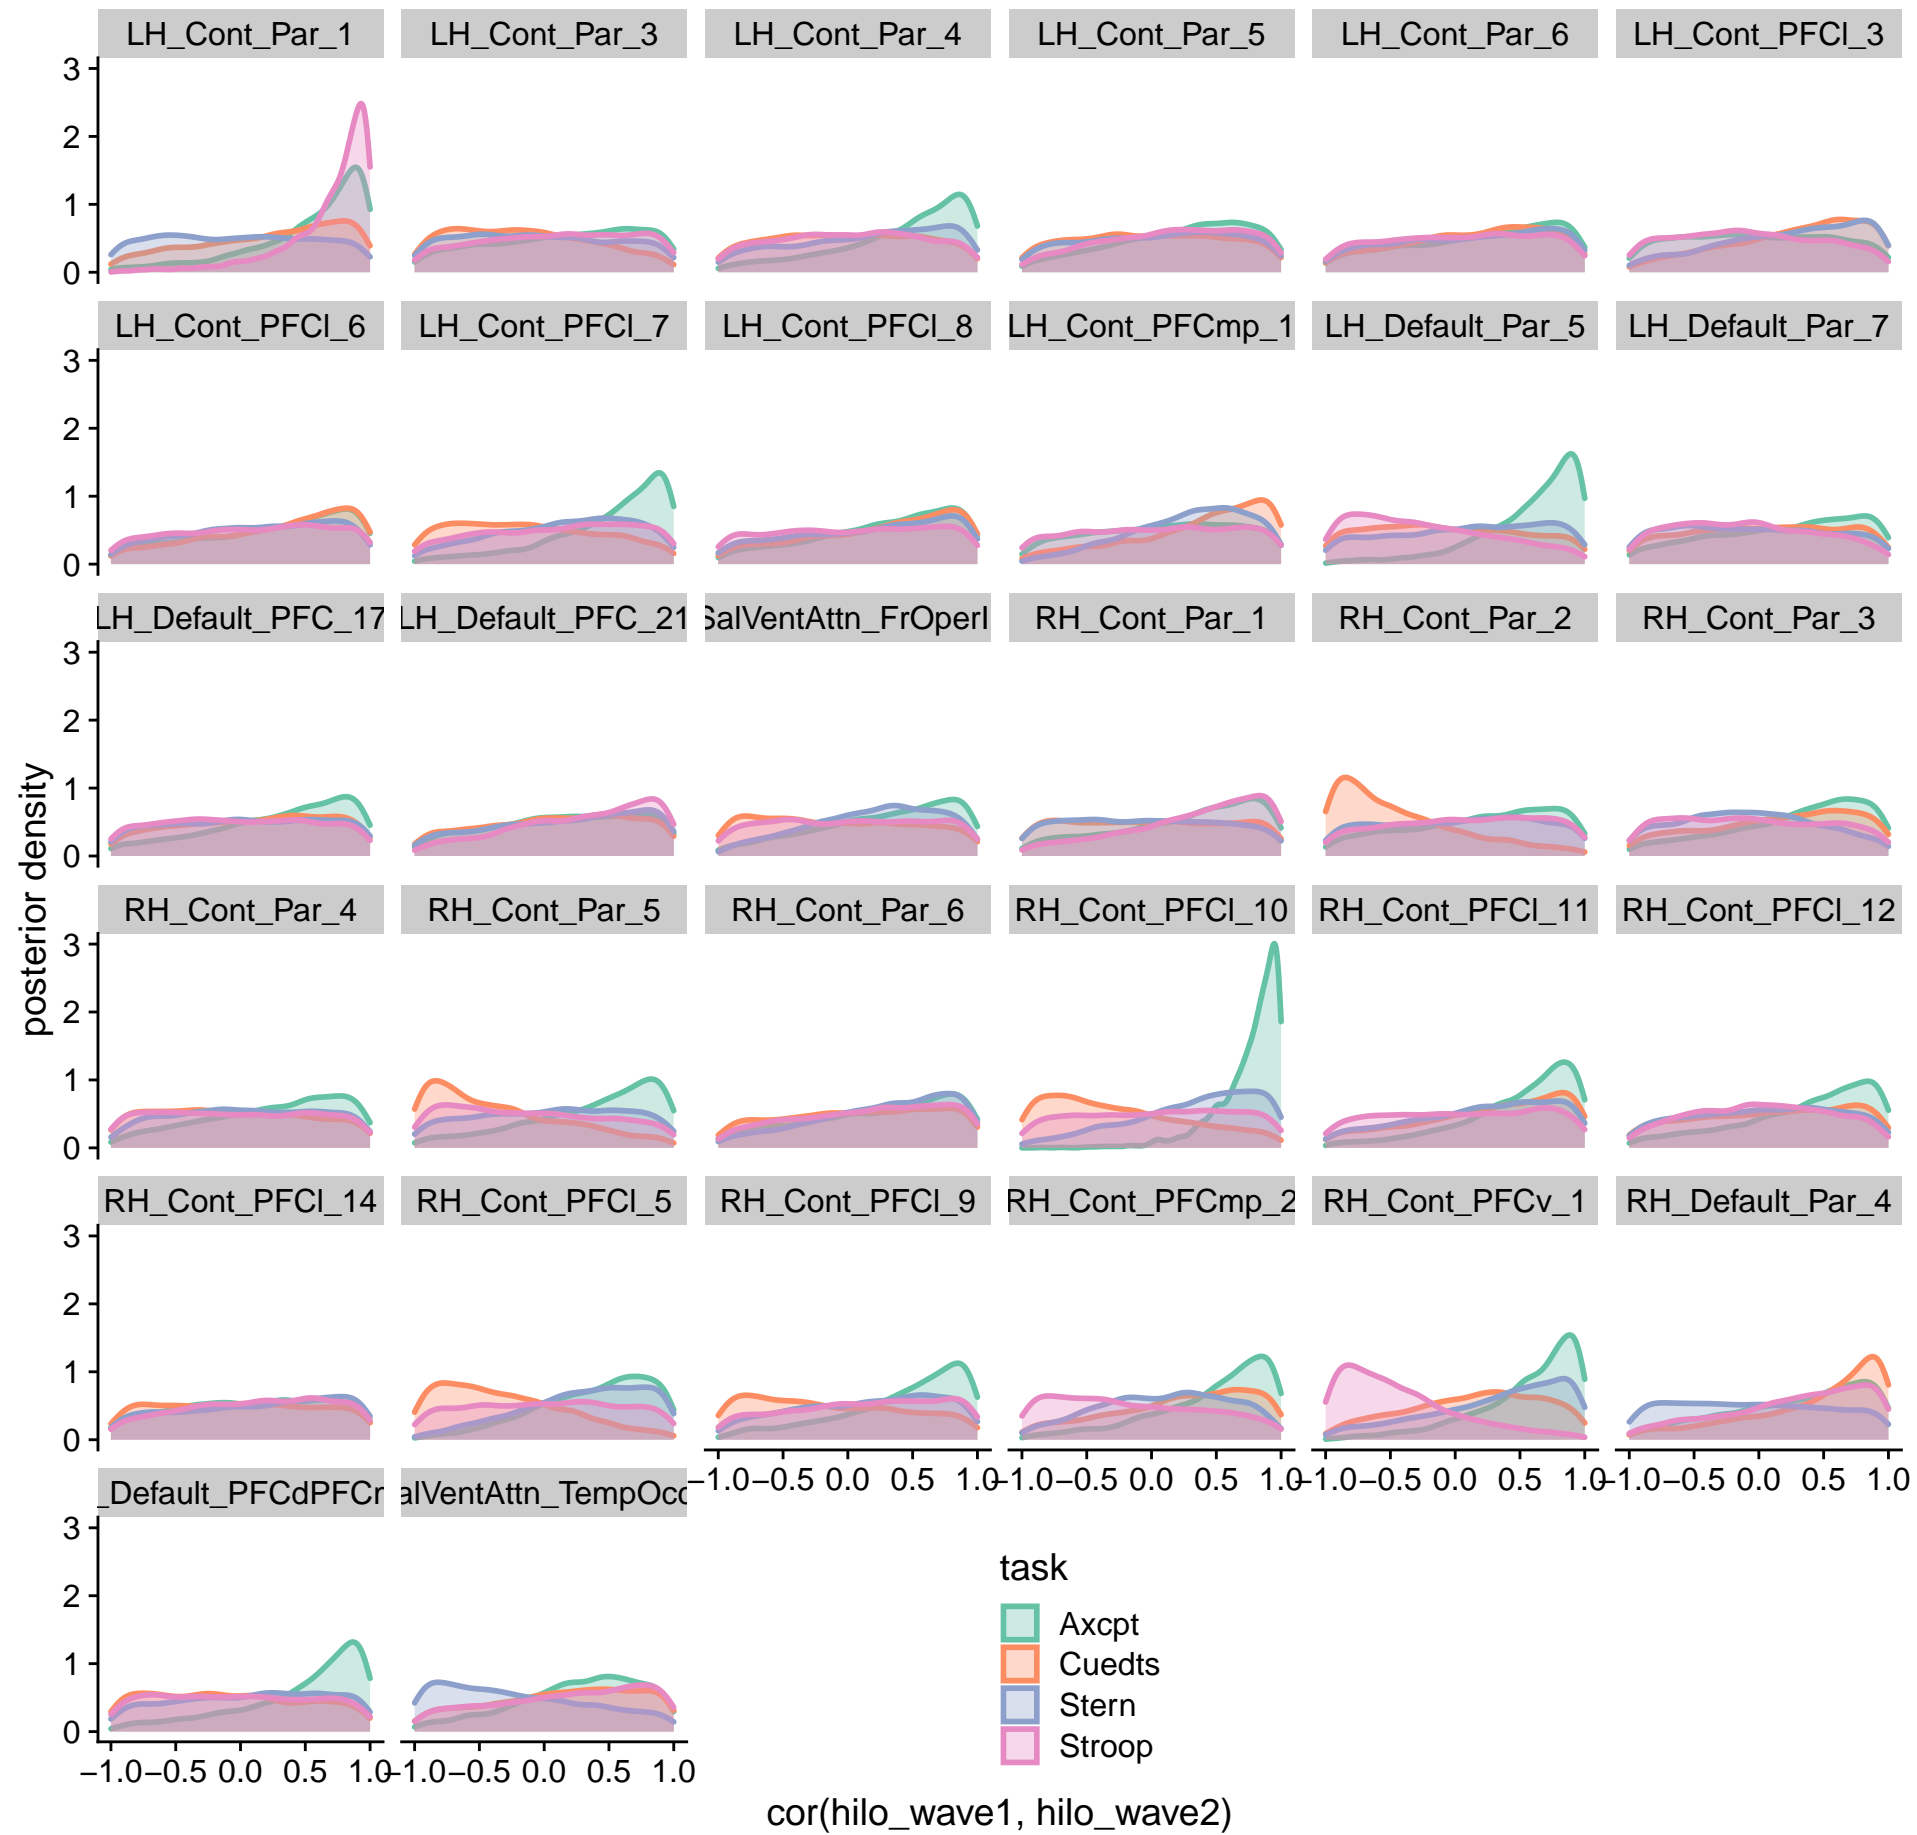 LH_Cont_Par_1 LH_Cont_Par_3 LH_Cont_Par_4 LH_Cont_Par_5 LH_Cont_Par_6 LH_Cont_PFCl_3
3
2
1
0
LH_Cont_PFCl_6 LH_Cont_PFCl_7 LH_Cont_PFCl_8 LH_Cont_PFCmp_1 LH_Default_Par_5 LH_Default_Par_7
3
2
1
0
LH_Default_PFC_17 LH_Default_PFC_21 SalVentAttn_FrOperI RH_Cont_Par_1 RH_Cont_Par_2 RH_Cont_Par_3
3
2
1
0
posterior density
RH_Cont_Par_4 RH_Cont_Par_5 RH_Cont_Par_6 RH_Cont_PFCl_10 RH_Cont_PFCl_11 RH_Cont_PFCl_12
3
2
1
0
RH_Cont_PFCl_14 RH_Cont_PFCl_5 RH_Cont_PFCl_9 RH_Cont_PFCmp_2 RH_Cont_PFCv_1 RH_Default_Par_4
3
2
1
0
−1.0 −0.5 0.0 0.5 1.0 −1.0 −0.5 0.0 0.5 1.0 −1.0 −0.5 0.0 0.5 1.0 −1.0 −0.5 0.0 0.5 1.0
_Default_PFCdPFCr alVentAttn_TempOcc
3
2
1
0
−1.0 −0.5 0.0 0.5 1.0 −1.0 −0.5 0.0 0.5 1.0
task
Axcpt
Cuedts
Stern
Stroop
cor(hilo_wave1, hilo_wave2)